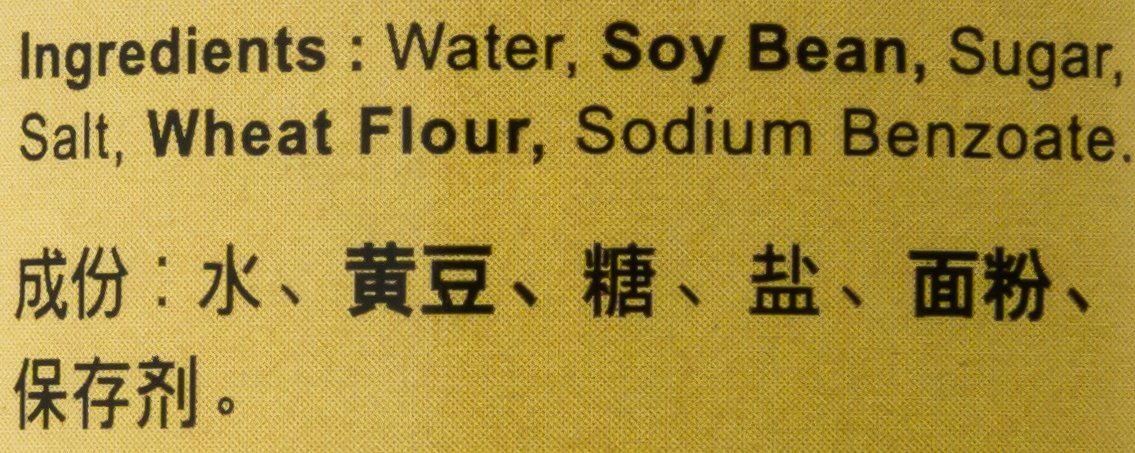 Ingredients : Water, Soy Bean, Sugar,
Salt, Wheat Flour, Sodium Benzoate.
成份：水、黄豆、糖、盐、面粉、
保存剂。